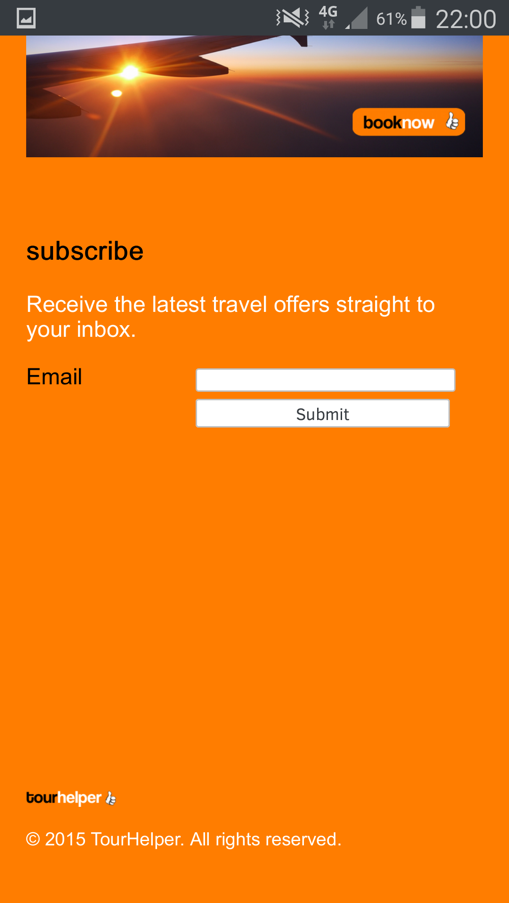 4G 61% 22:00
booknow
subscribe
Receive the latest travel offers straight to
your inbox.
Email
Submit
tourhelper
© 2015 TourHelper. All rights reserved.